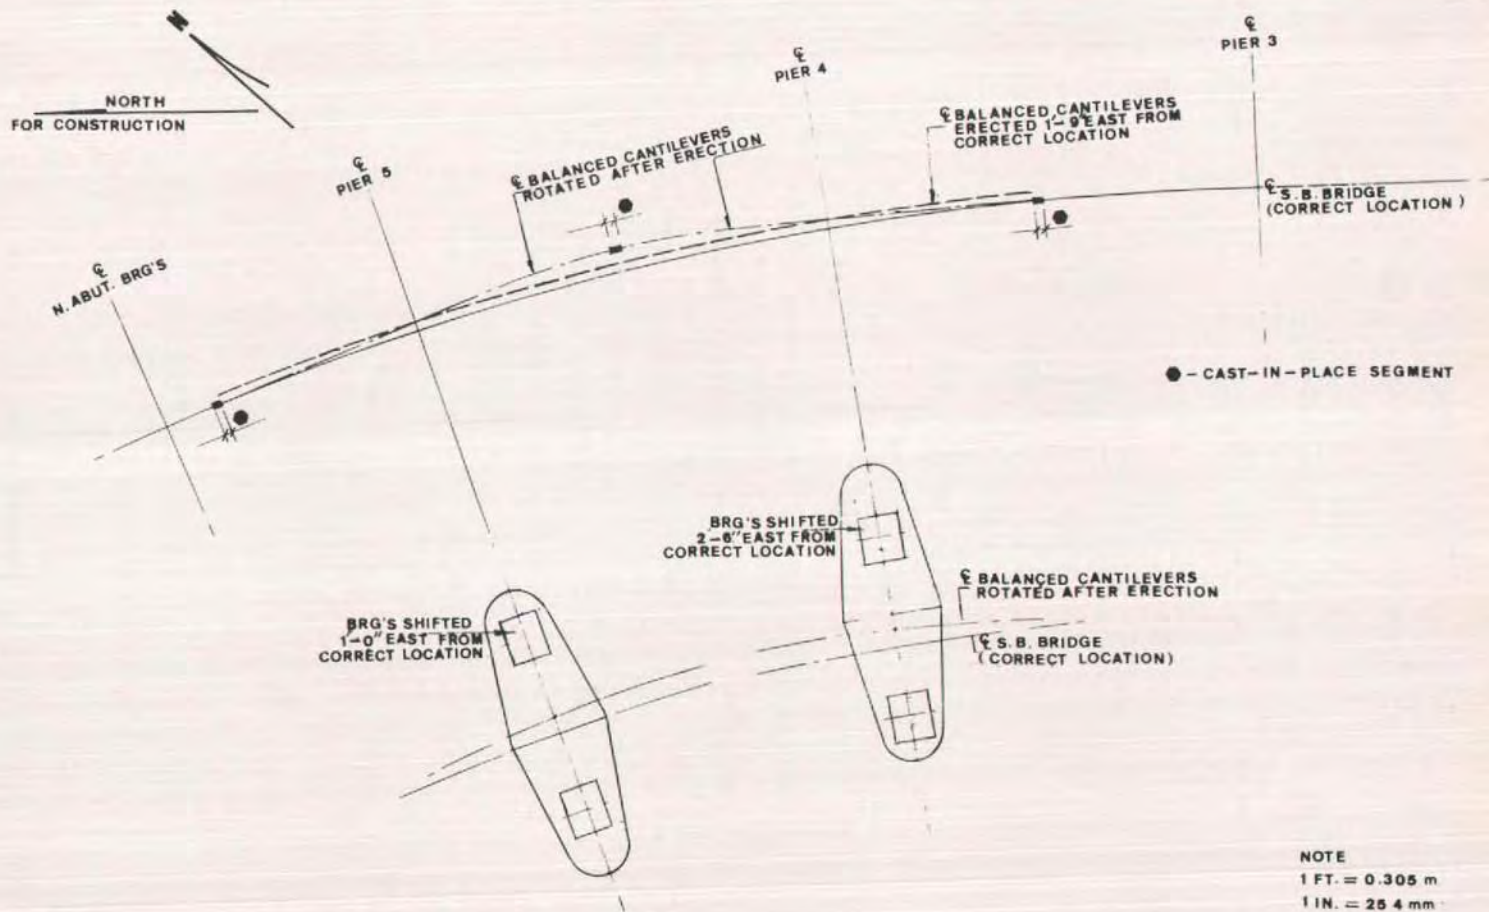 N
NORTH
FOR CONSTRUCTION
℄
PIER 5
℄
PIER 4
℄
PIER 3
℄ BALANCED CANTILEVERS
ROTATED AFTER ERECTION
℄ BALANCED CANTILEVERS
ERECTED 1'-9" EAST FROM
CORRECT LOCATION
℄ S.B. BRIDGE
(CORRECT LOCATION)
℄
N. ABUT. BRG'S
- CAST-IN-PLACE SEGMENT
BRG'S SHIFTED
2'-6" EAST FROM
CORRECT LOCATION
℄ BALANCED CANTILEVERS
ROTATED AFTER ERECTION
℄ S.B. BRIDGE
(CORRECT LOCATION)
BRG'S SHIFTED
1'-0" EAST FROM
CORRECT LOCATION
NOTE
1 FT. = 0.305 m
1 IN. = 25 4 mm